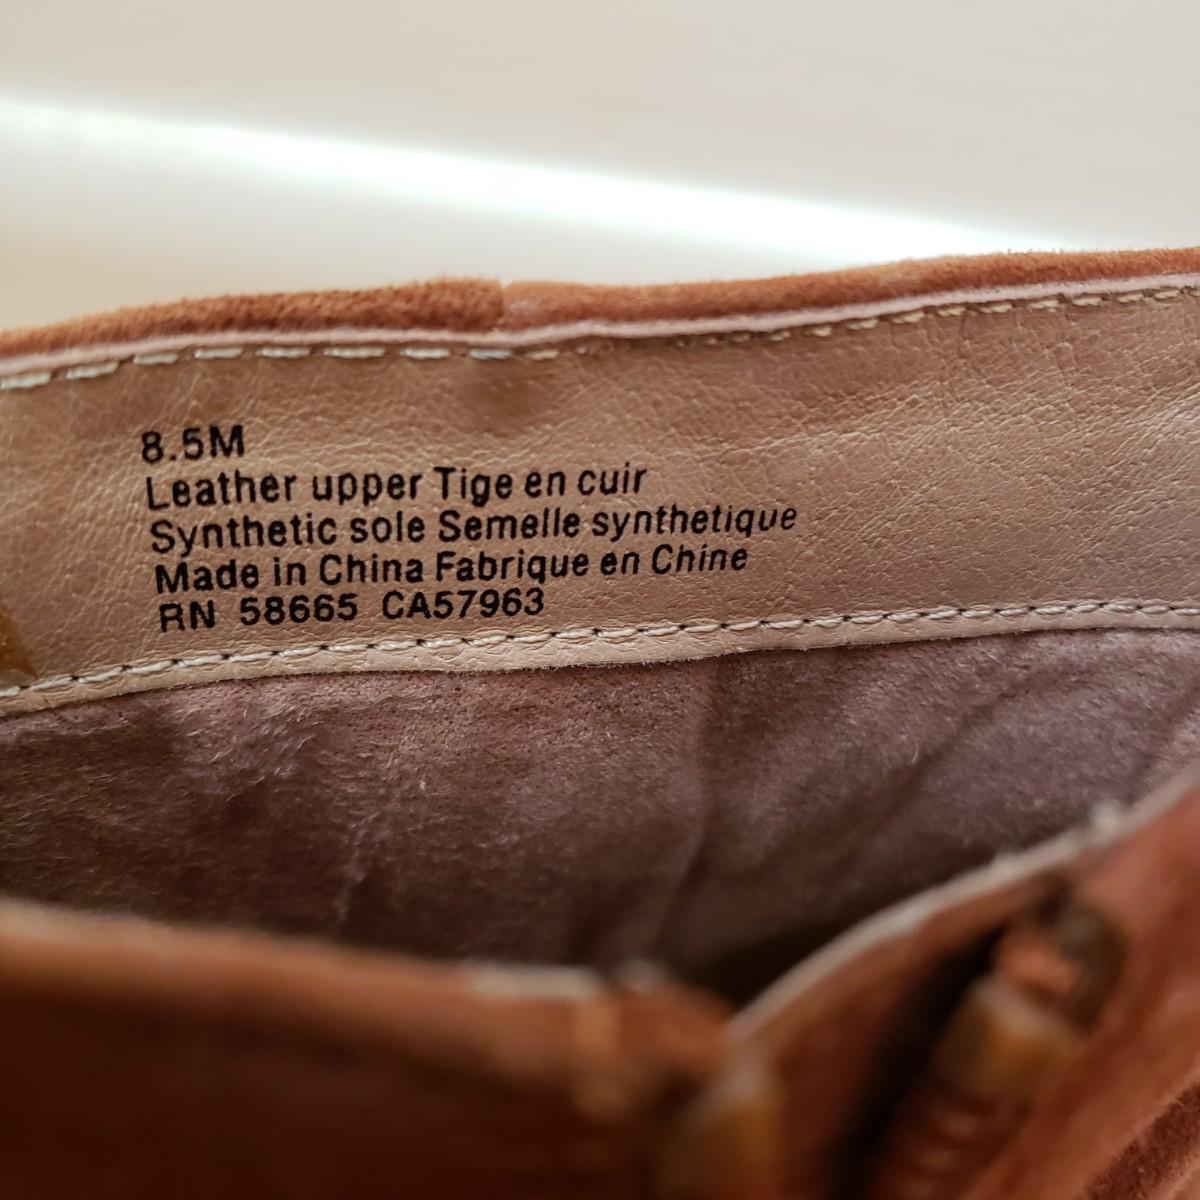 8.5M
Leather upper Tige en cuir
Synthetic sole Semelle synthetique
Made in China Fabrique en Chine
RN 58665 CA57963